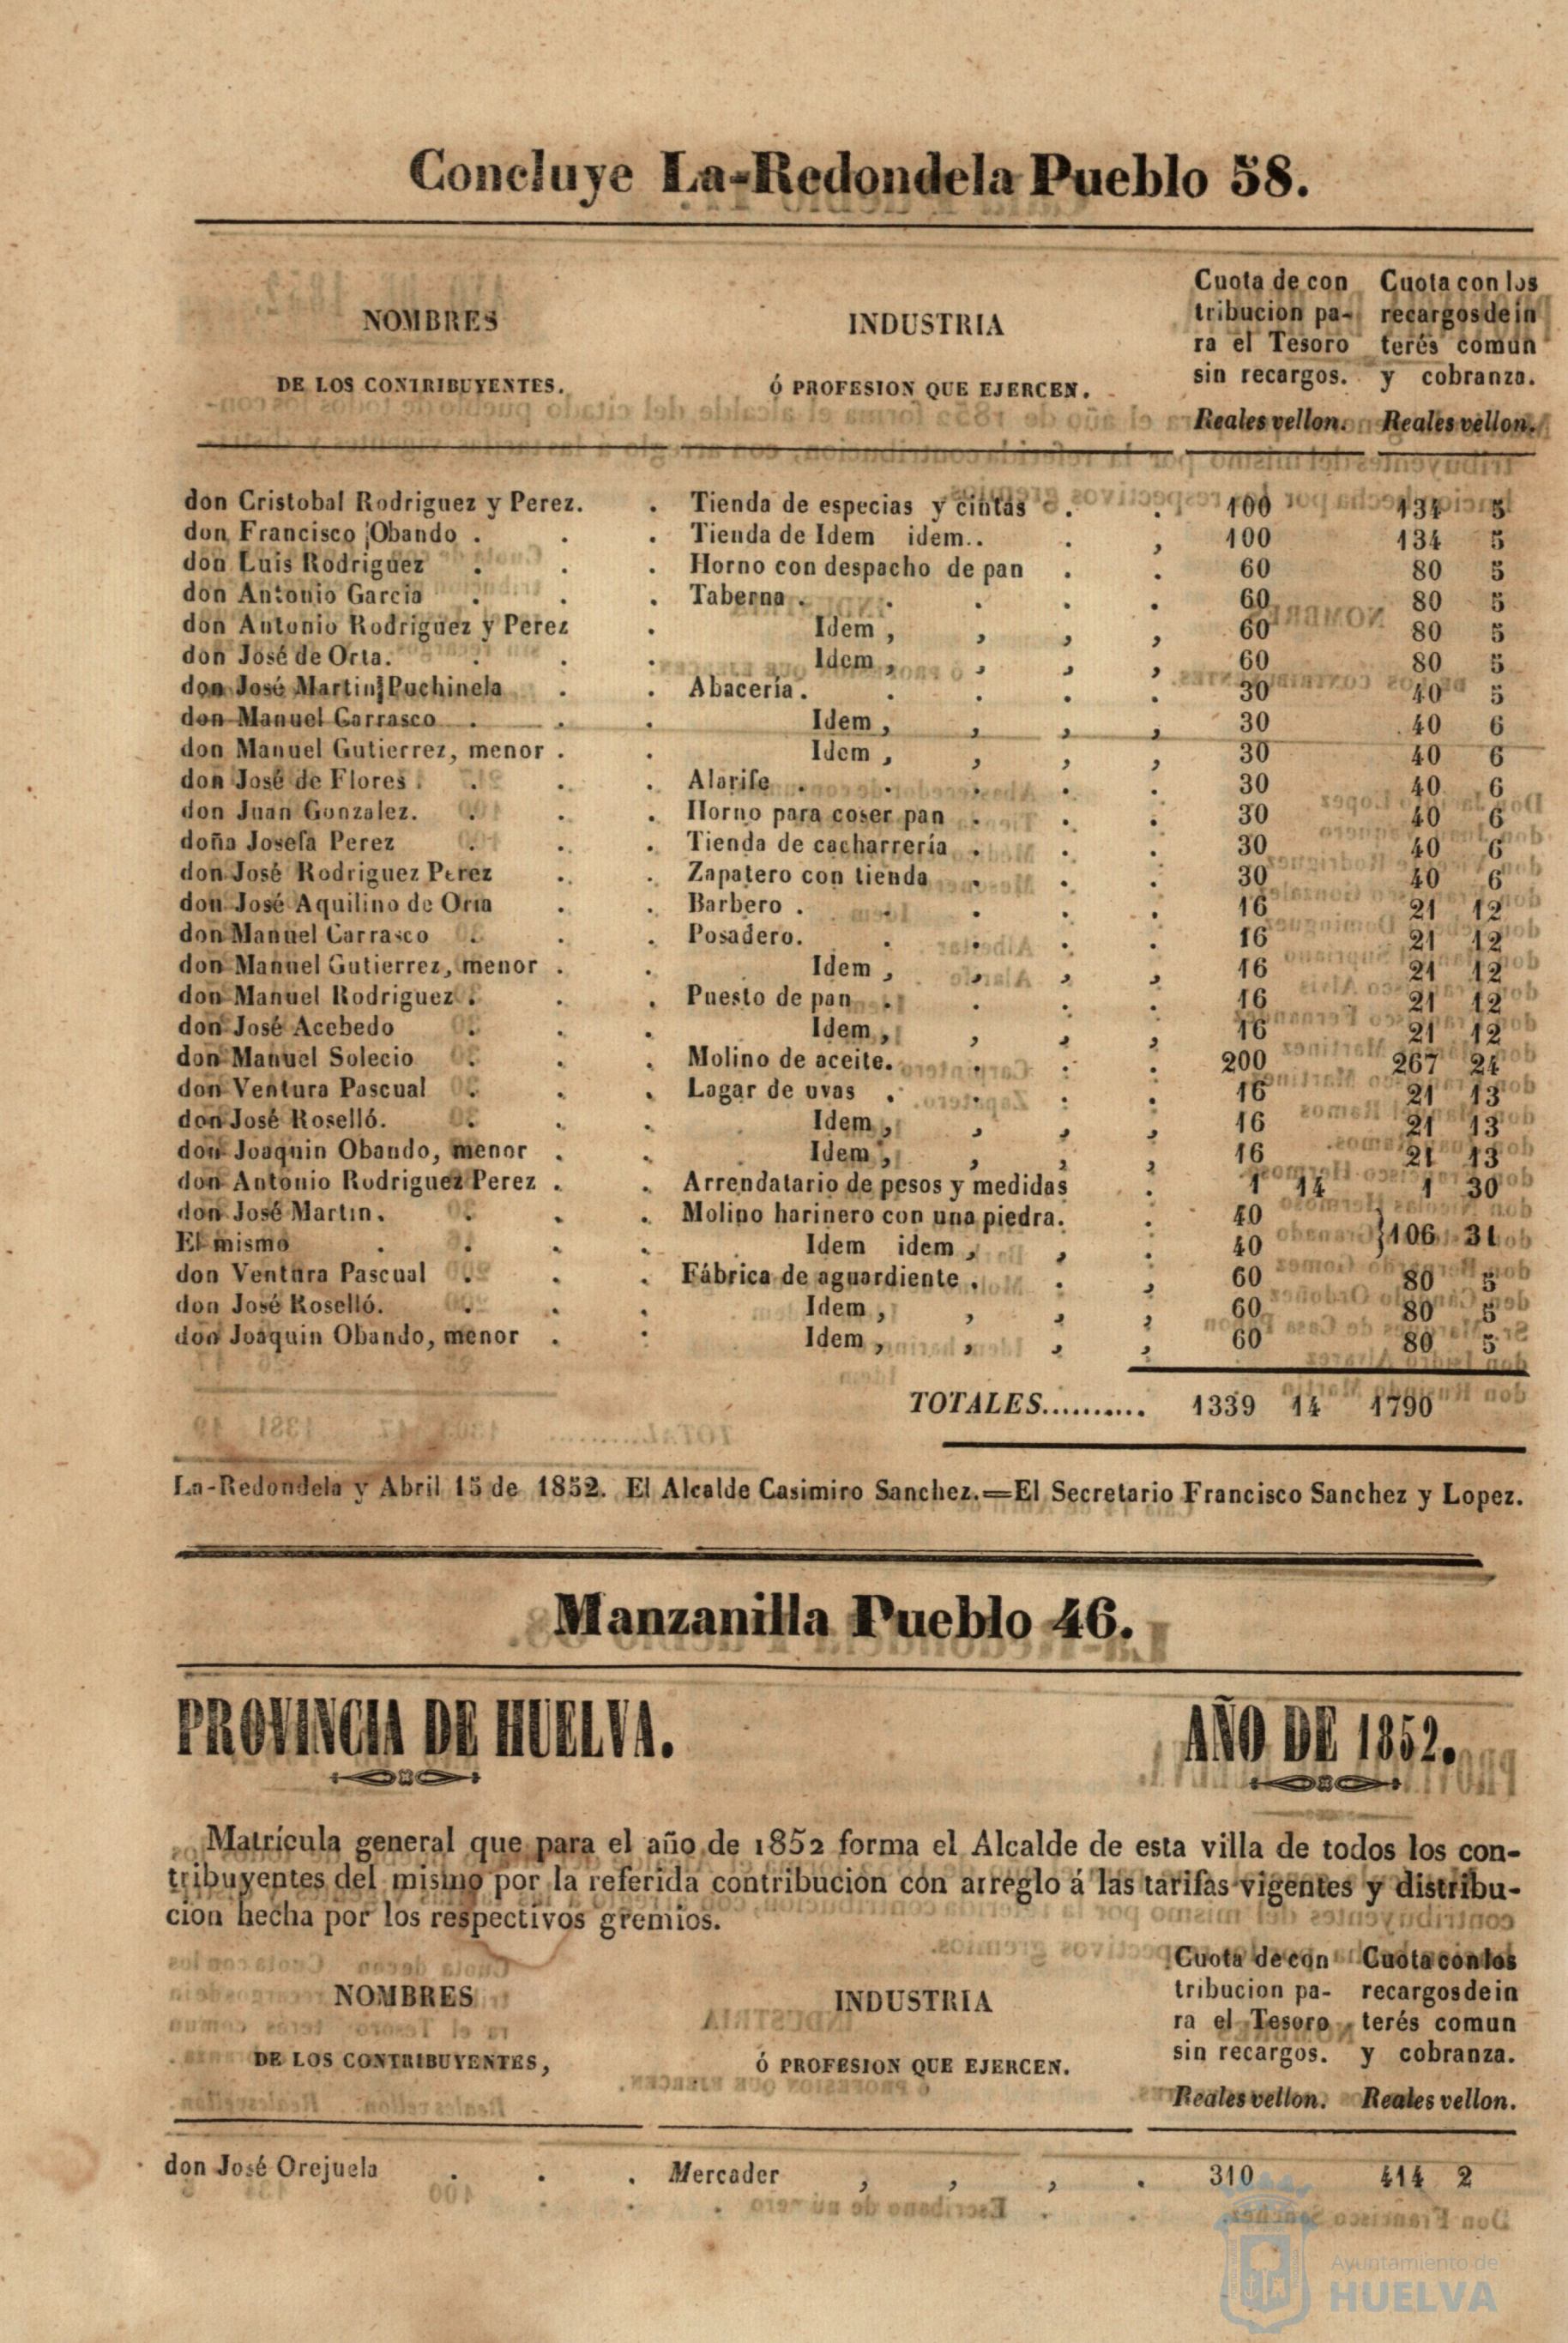 Concluye La-Redondela Pueblo 58.
NOMBRES
DE LOS CONTRIBUYENTES.
INDUSTRIA
Ó PROFESION QUE EJERCEN.
Cuota de con
tribucion pa-
ra el Tesoro
sin recargos.
Reales vellon.
Cuota con los
recargos de in
terés comun
y cobranza.
Reales vellon.
don Cristobal Rodriguez y Perez. . Tienda de especias y cintas . . 100 134 5
don Francisco Obando . . . Tienda de Idem idem.. . , 100 134 5
don Luis Rodriguez . . . Horno con despacho de pan . . 60 80 5
don Antonio Garcia . . . Taberna . . . . . 60 80 5
don Antonio Rodriguez y Perez . Idem , , , , 60 80 5
don José de Orta. . . . Idem , , , , 60 80 5
don José Martin Puchinela . . Abacería. . . . . 30 40 5
don Manuel Carrasco . . . Idem , , , , 30 40 6
don Manuel Gutierrez, menor . . Idem , , , , 30 40 6
don José de Flores . . . . Alarife . . . . . 30 40 6
don Juan Gonzalez. . . . Horno para coser pan . . . 30 40 6
doña Josefa Perez . . . Tienda de cacharrería . . . 30 40 6
don José Rodriguez Perez . . Zapatero con tienda . . . 30 40 6
don José Aquilino de Oria . . Barbero . . . . . 16 21 12
don Manuel Carrasco . . . Posadero. . . . . 16 21 12
don Manuel Gutierrez, menor . . Idem , , , , 16 21 12
don Manuel Rodriguez . . . Puesto de pan . . . . 16 21 12
don José Acebedo . . . Idem , , , , 16 21 12
don Manuel Solecio . . . Molino de aceite. . . . 200 267 24
don Ventura Pascual . . . Lagar de uvas . . . . 16 21 13
don José Roselló. . . . Idem , , , , 16 21 13
don Joaquin Obando, menor . . Idem , , , , 16 21 13
don Antonio Rodriguez Perez . . Arrendatario de pesos y medidas . 1 14 1 30
don José Martin. . . . Molino harinero con una piedra. . 40
El mismo . . . . Idem idem , , . 40 }106 31
don Ventura Pascual . . . Fábrica de aguardiente . . , 60 80 5
don José Roselló. . . . Idem , , , , 60 80 5
don Joaquin Obando, menor . . Idem , , , , 60 80 5
TOTALES.......... 1339 14 1790
La-Redondela y Abril 15 de 1852. El Alcalde Casimiro Sanchez.=El Secretario Francisco Sanchez y Lopez.
Manzanilla Pueblo 46.
PROVINCIA DE HUELVA. AÑO DE 1852.
Matrícula general que para el año de 1852 forma el Alcalde de esta villa de todos los con-
tribuyentes del mismo por la referida contribucion con arreglo á las tarifas vigentes y distribu-
cion hecha por los respectivos gremios.
NOMBRES
DE LOS CONTRIBUYENTES,
INDUSTRIA
Ó PROFESION QUE EJERCEN.
Cuota de con
tribucion pa-
ra el Tesoro
sin recargos.
Reales vellon.
Cuota con los
recargos de in
terés comun
y cobranza.
Reales vellon.
don José Orejuela . . . Mercader , , , . 310 414 2
Ayuntamiento de
HUELVA